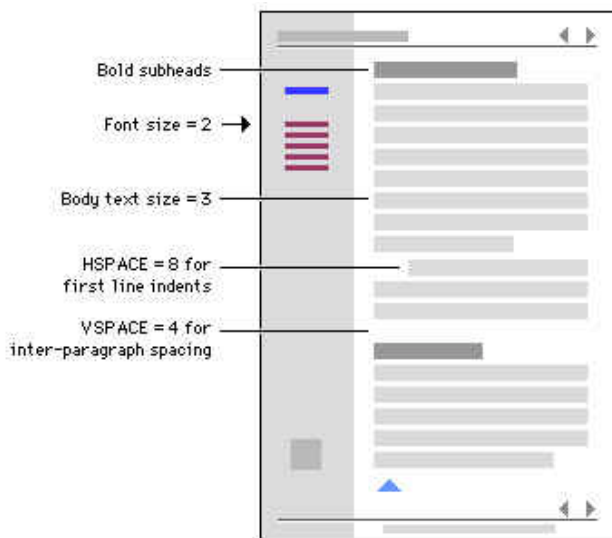 Bold subheads
Font size = 2
Body text size = 3
HSPACE = 8 for
first line indents
VSPACE = 4 for
inter-paragraph spacing